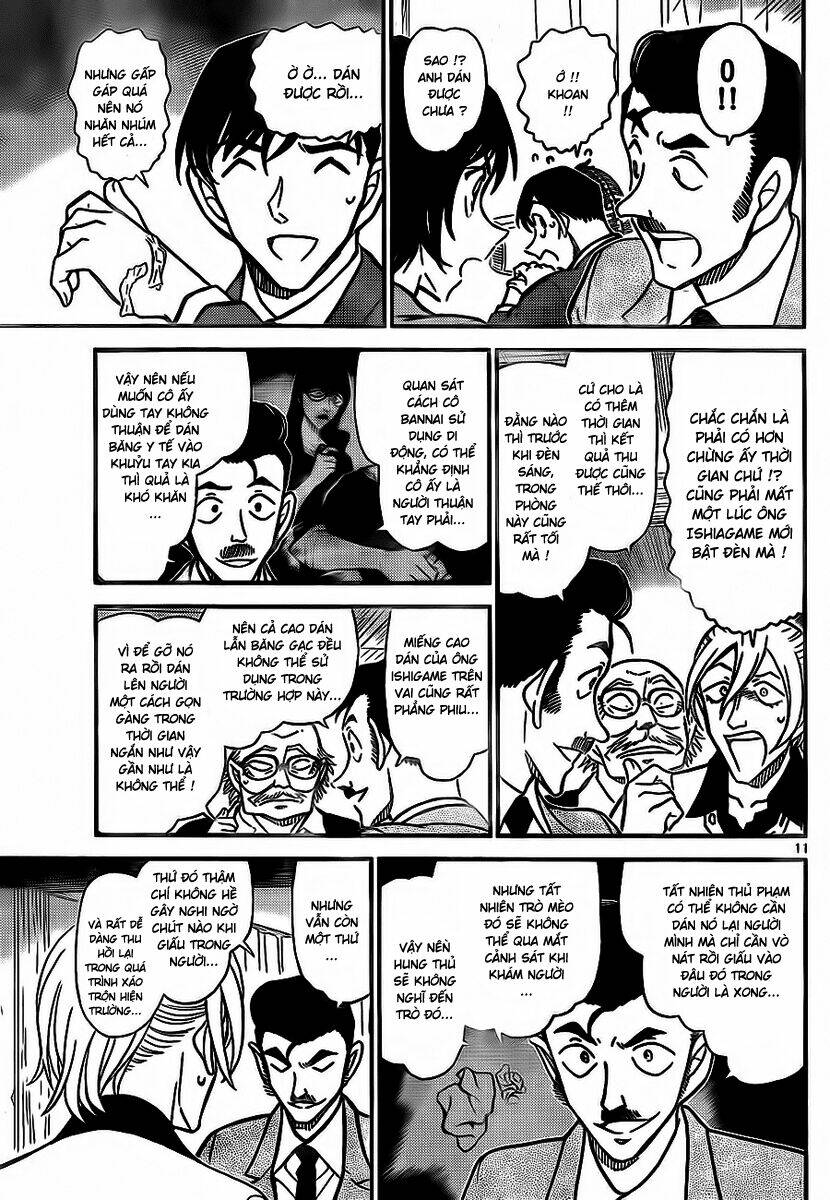 O!!
Ơ !!
KHOAN
!!
SAO !?
ANH DÁN
ĐƯỢC
CHƯA ?
Ờ Ờ... DÁN
ĐƯỢC RỒI...
NHƯNG GẤP
GÁP QUÁ
NÊN NÓ
NHĂN NHÚM
HẾT CẢ...
CHẮC CHẮN LÀ
PHẢI CÓ HƠN
CHỪNG ẤY THỜI
GIAN CHỨ !?
CŨNG PHẢI MẤT
MỘT LÚC ÔNG
ISHIAGAME MỚI
BẬT ĐÈN MÀ !
CỨ CHO LÀ
CÓ THÊM
THỜI GIAN
THÌ KẾT
QUẢ THU
ĐƯỢC CŨNG
THẾ THÔI...
ĐẰNG NÀO
THÌ TRƯỚC
KHI ĐÈN
SÁNG,
TRONG
PHÒNG
NÀY CŨNG
RẤT TỐI
MÀ !
QUAN SÁT
CÁCH CÔ
BANNAI SỬ
DỤNG DI
ĐỘNG, CÓ THỂ
KHẲNG ĐỊNH
CÔ ẤY LÀ
NGƯỜI THUẬN
TAY PHẢI...
VẬY NÊN NẾU
MUỐN CÔ ẤY
DÙNG TAY KHÔNG
THUẬN ĐỂ DÁN
BĂNG Y TẾ VÀO
KHUỶU TAY KIA
THÌ QUẢ LÀ
KHÓ KHĂN
...
MIẾNG CAO
DÁN CỦA ÔNG
ISHIGAME TRÊN
VAI CŨNG RẤT
PHẲNG PHIU...
NÊN CẢ CAO DÁN
LẪN BĂNG GẠC ĐỀU
KHÔNG THỂ SỬ
DỤNG TRONG
TRƯỜNG HỢP NÀY...
VÌ ĐỂ GỠ NÓ
RA RỒI DÁN
LÊN NGƯỜI
MỘT CÁCH GỌN
GÀNG TRONG
THỜI GIAN
NGẮN NHƯ VẬY
GẦN NHƯ LÀ
KHÔNG THỂ !
11
TẤT NHIÊN THỦ PHẠM
CÓ THỂ KHÔNG CẦN
DÁN NÓ LẠI NGƯỜI
MÌNH MÀ CHỈ CẦN VÒ
NÁT RỒI GIẤU VÀO
ĐÂU ĐÓ TRONG
NGƯỜI LÀ XONG...
NHƯNG TẤT
NHIÊN TRÒ MÈO
ĐÓ SẼ KHÔNG
THỂ QUA MẮT
CẢNH SÁT KHI
KHÁM NGƯỜI
...
VẬY NÊN
HUNG THỦ
SẼ KHÔNG
NGHĨ ĐẾN
TRÒ ĐÓ...
NHƯNG
VẪN CÒN
MỘT THỨ
...
THỨ ĐÓ THẬM
CHÍ KHÔNG HỀ
GÂY NGHI NGỜ
CHÚT NÀO KHI
GIẤU TRONG
NGƯỜI...
VÀ RẤT DỄ
DÀNG THU
HỒI LẠI
TRONG QUÁ
TRÌNH XÁO
TRỘN HIỆN
TRƯỜNG...